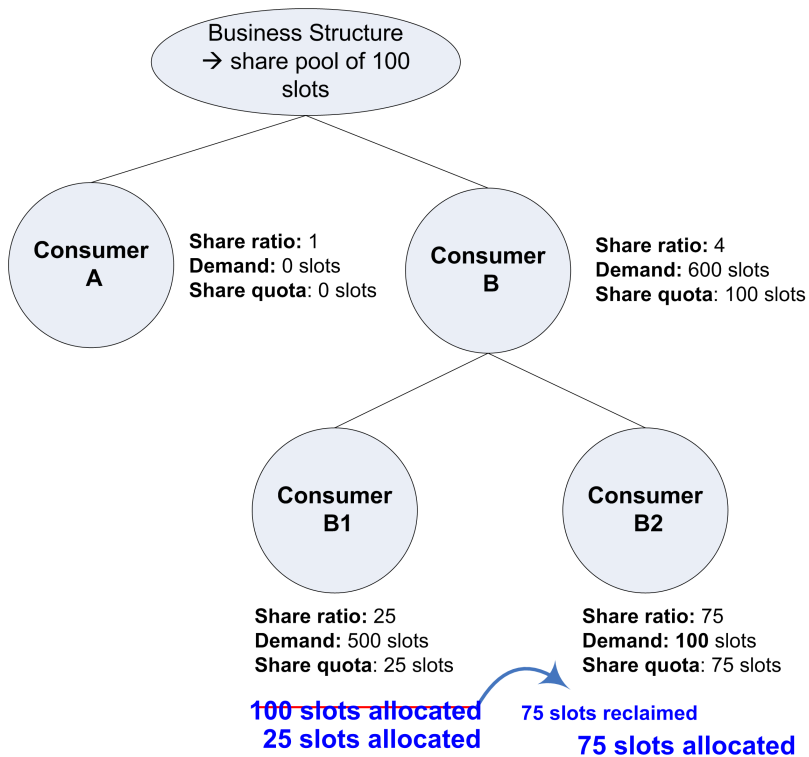 Business Structure
→ share pool of 100
slots
Consumer
A
Share ratio: 1
Demand: 0 slots
Share quota: 0 slots
Consumer
B
Share ratio: 4
Demand: 600 slots
Share quota: 100 slots
Consumer
B1
Consumer
B2
Share ratio: 25
Demand: 500 slots
Share quota: 25 slots
Share ratio: 75
Demand: 100 slots
Share quota: 75 slots
100 slots allocated
25 slots allocated
75 slots reclaimed
75 slots allocated